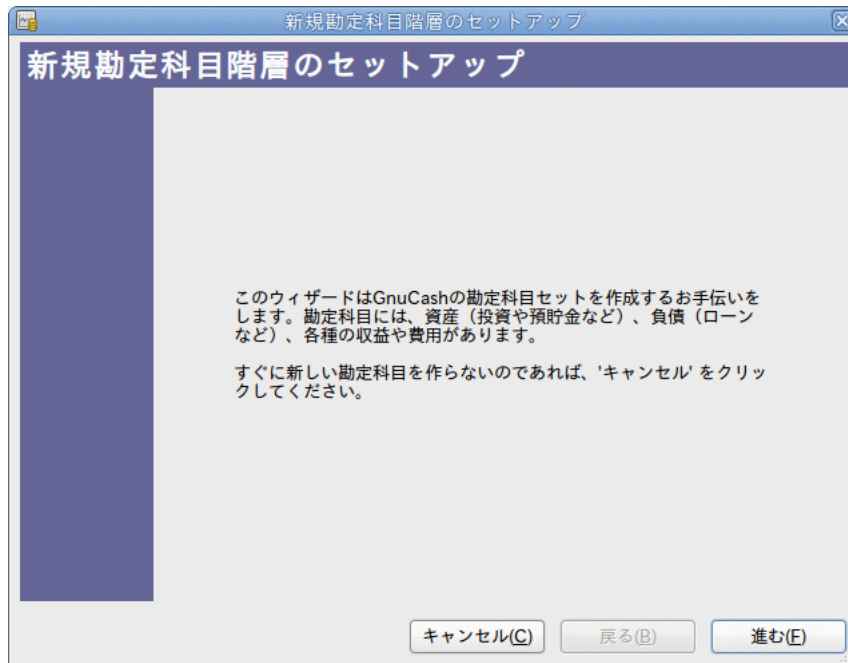 新規勘定科目階層のセットアップ
新規勘定科目階層のセットアップ
このウィザードはGnuCashの勘定科目セットを作成するお手伝いを
します。勘定科目には、資産（投資や預貯金など）、負債（ローン
など）、各種の収益や費用があります。
すぐに新しい勘定科目を作らないのであれば、'キャンセル' をクリッ
クしてください。
キャンセル(C) 戻る(B) 進む(F)